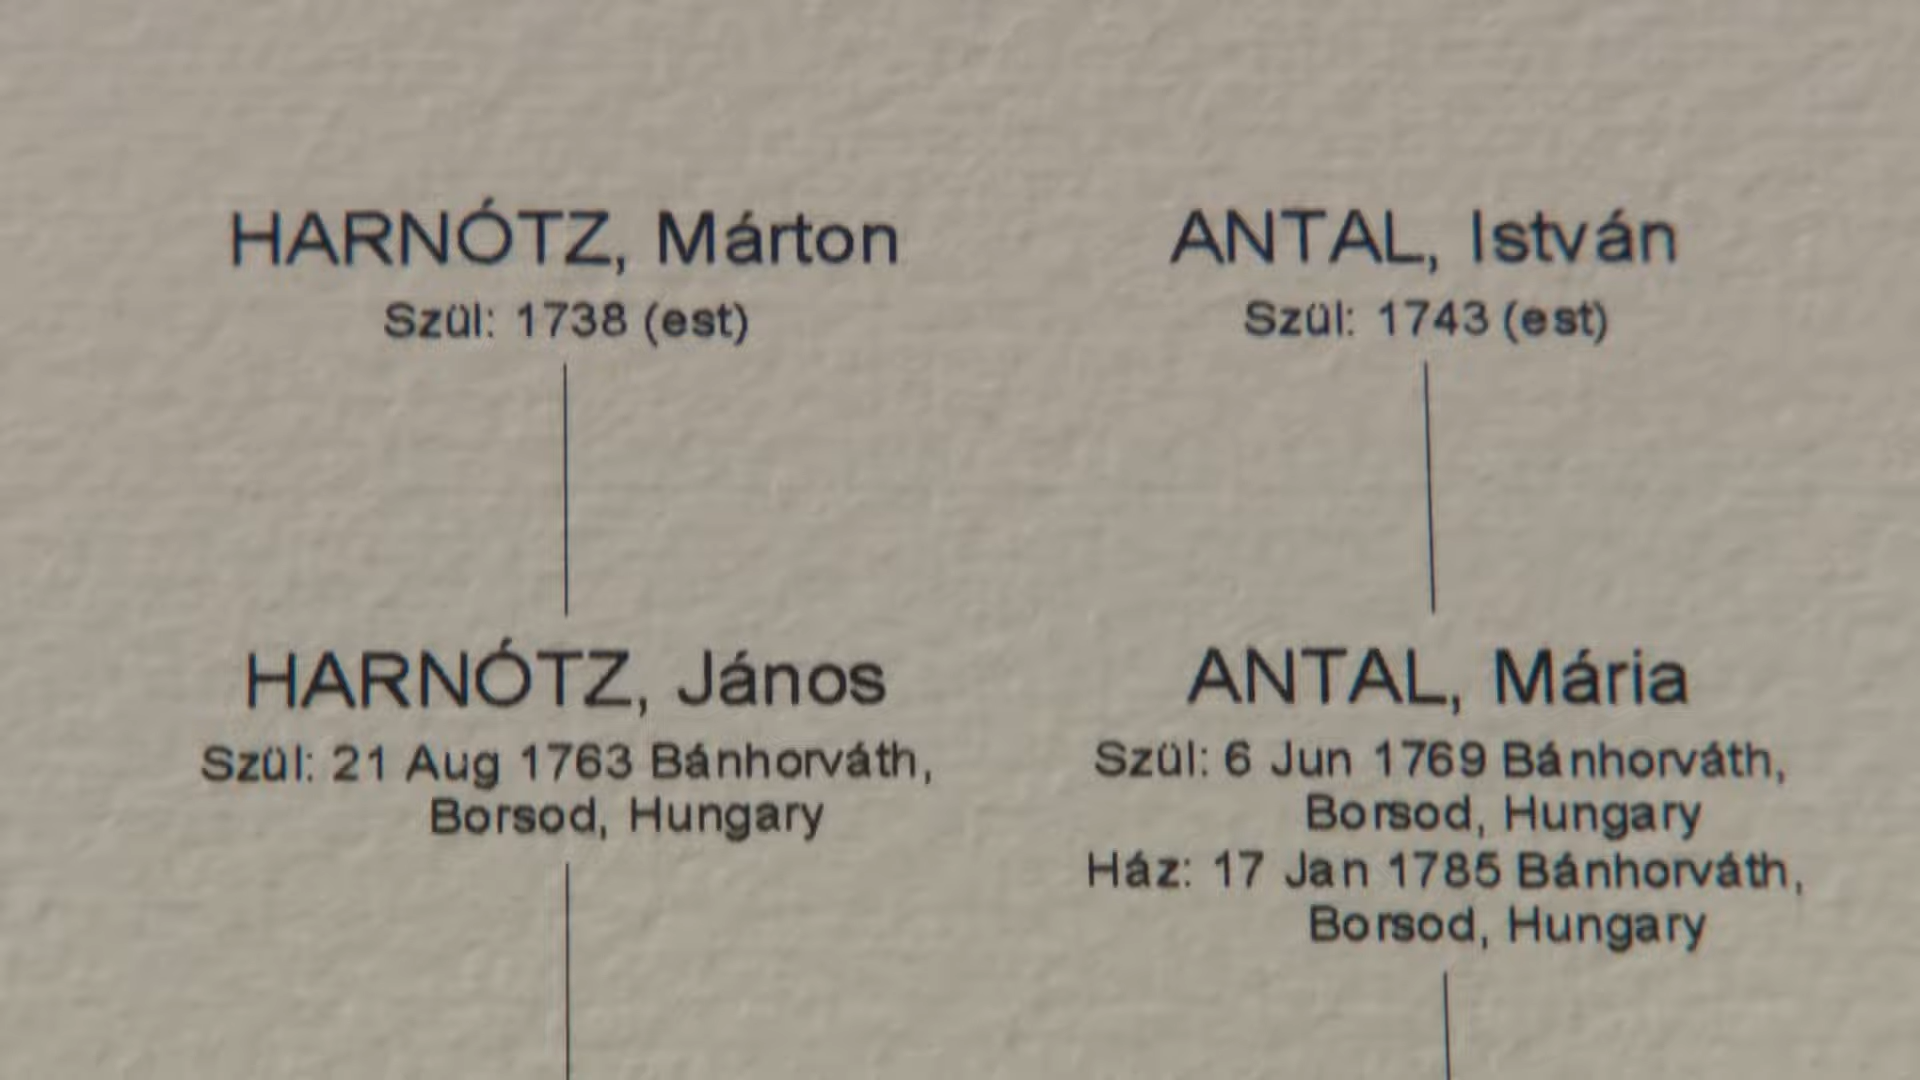 HARNÓTZ, Márton
Szül: 1738 (est)
ANTAL, István
Szül: 1743 (est)
HARNÓTZ, János
Szül: 21 Aug 1763 Bánhorváth,
Borsod, Hungary
ANTAL, Mária
Szül: 6 Jun 1769 Bánhorváth,
Borsod, Hungary
Ház: 17 Jan 1785 Bánhorváth,
Borsod, Hungary